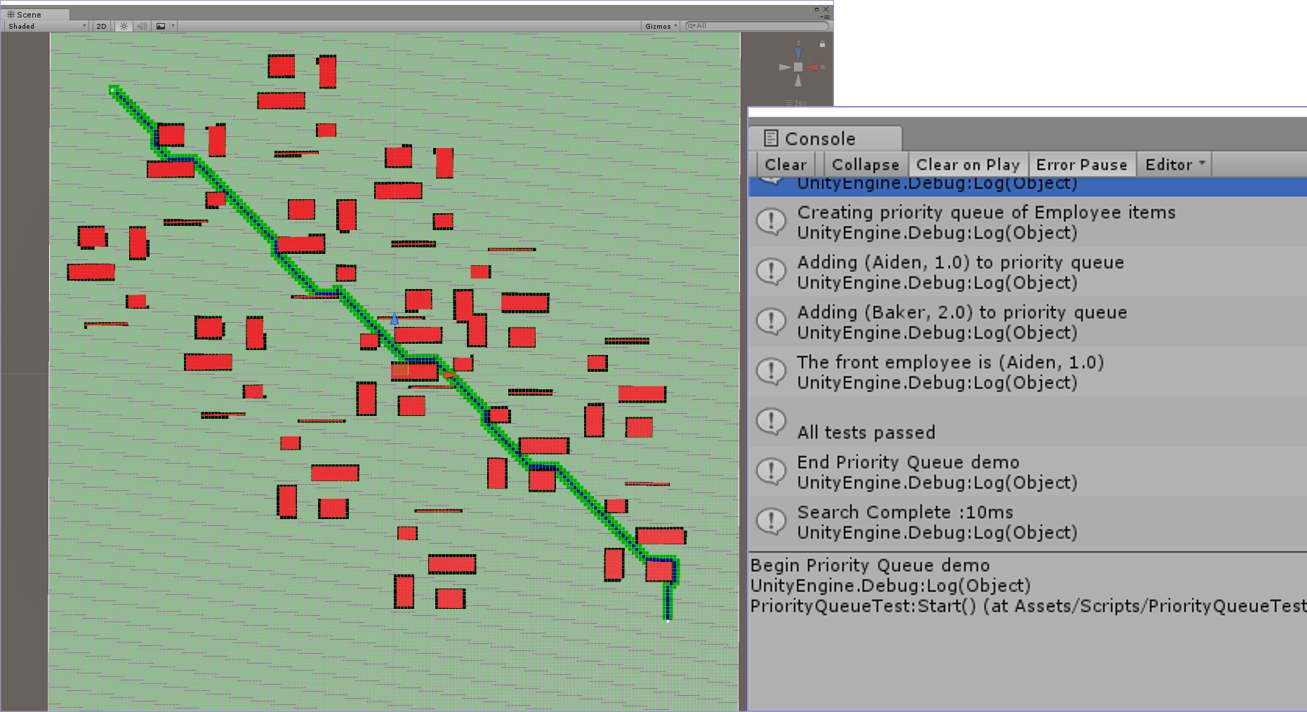 Scene
Shaded
2D
Gizmos
All
Console
Clear
Collapse
Clear on Play
Error Pause
Editor
UnityEngine.Debug:Log(Object)
Creating priority queue of Employee items
UnityEngine.Debug:Log(Object)
Adding (Aiden, 1.0) to priority queue
UnityEngine.Debug:Log(Object)
Adding (Baker, 2.0) to priority queue
UnityEngine.Debug:Log(Object)
The front employee is (Aiden, 1.0)
UnityEngine.Debug:Log(Object)
All tests passed
End Priority Queue demo
UnityEngine.Debug:Log(Object)
Search Complete :10ms
UnityEngine.Debug:Log(Object)
Begin Priority Queue demo
UnityEngine.Debug:Log(Object)
PriorityQueueTest:Start() (at Assets/Scripts/PriorityQueueTest